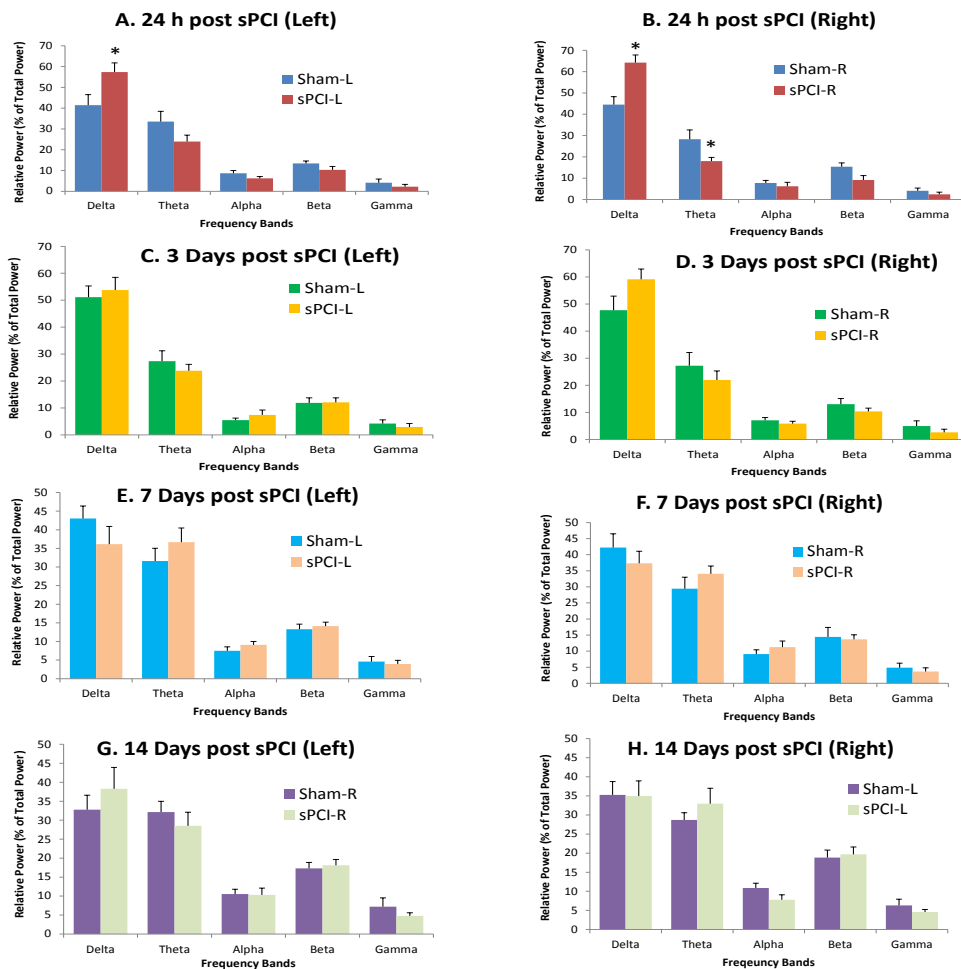 A. 24 h post sPCI (Left)
Relative Power (% of Total Power)
70
60
50
40
30
20
10
0
*
Sham-L
sPCI-L
Delta Theta Alpha Beta Gamma
Frequency Bands
B. 24 h post sPCI (Right)
Relative Power (% of Total Power)
70
60
50
40
30
20
10
0
*
*
Sham-R
sPCI-R
Delta Theta Alpha Beta Gamma
Frequency Bands
C. 3 Days post sPCI (Left)
Relative Power (% of Total Power)
70
60
50
40
30
20
10
0
Sham-L
sPCI-L
Delta Theta Alpha Beta Gamma
Frequency Bands
D. 3 Days post sPCI (Right)
Relative Power (% of Total Power)
70
60
50
40
30
20
10
0
Sham-R
sPCI-R
Delta Theta Alpha Beta Gamma
Frequency Bands
E. 7 Days post sPCI (Left)
Relative Power (% of Total Power)
50
45
40
35
30
25
20
15
10
5
0
Sham-L
sPCI-L
Delta Theta Alpha Beta Gamma
Frequency Bands
F. 7 Days post sPCI (Right)
Relative Power (% of Total Power)
50
45
40
35
30
25
20
15
10
5
0
Sham-R
sPCI-R
Delta Theta Alpha Beta Gamma
Frequency Bands
G. 14 Days post sPCI (Left)
Relative Power (% of Total Power)
50
45
40
35
30
25
20
15
10
5
0
Sham-R
sPCI-R
Delta Theta Alpha Beta Gamma
Frequency Bands
H. 14 Days post sPCI (Right)
Relative Power (% of Total Power)
35
30
25
20
15
10
5
0
Sham-L
sPCI-L
Delta Theta Alpha Beta Gamma
Frequency Bands